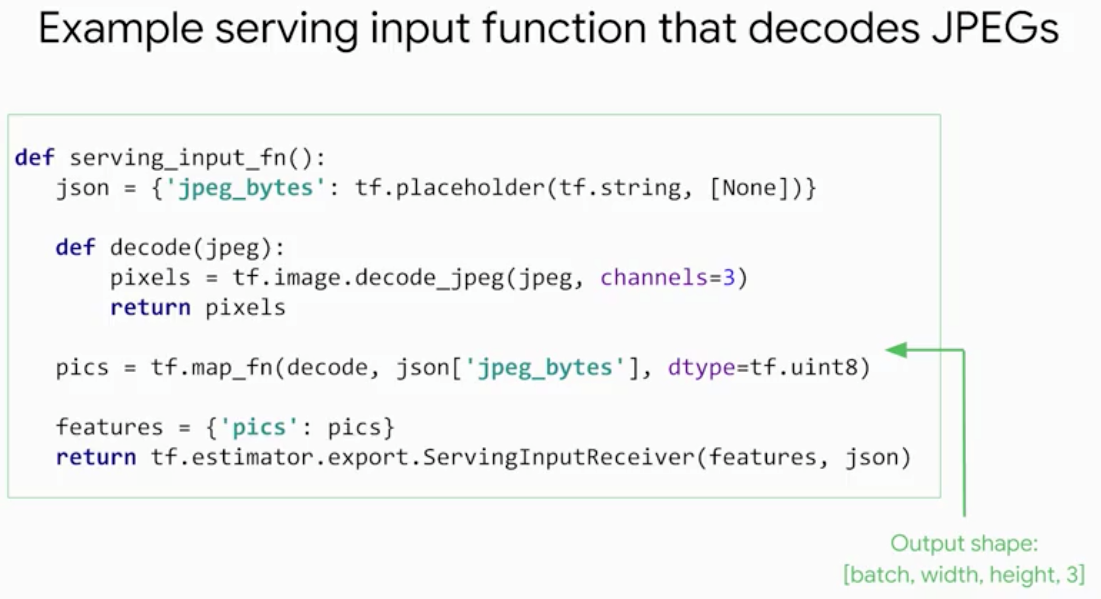 Example serving input function that decodes JPEGs
def serving_input_fn():
json = {'jpeg_bytes': tf.placeholder(tf.string, [None])}
def decode(jpeg):
pixels = tf.image.decode_jpeg(jpeg, channels=3)
return pixels
pics = tf.map_fn(decode, json['jpeg_bytes'], dtype=tf.uint8)
features = {'pics': pics}
return tf.estimator.export.ServingInputReceiver(features, json)
Output shape:
[batch, width, height, 3]